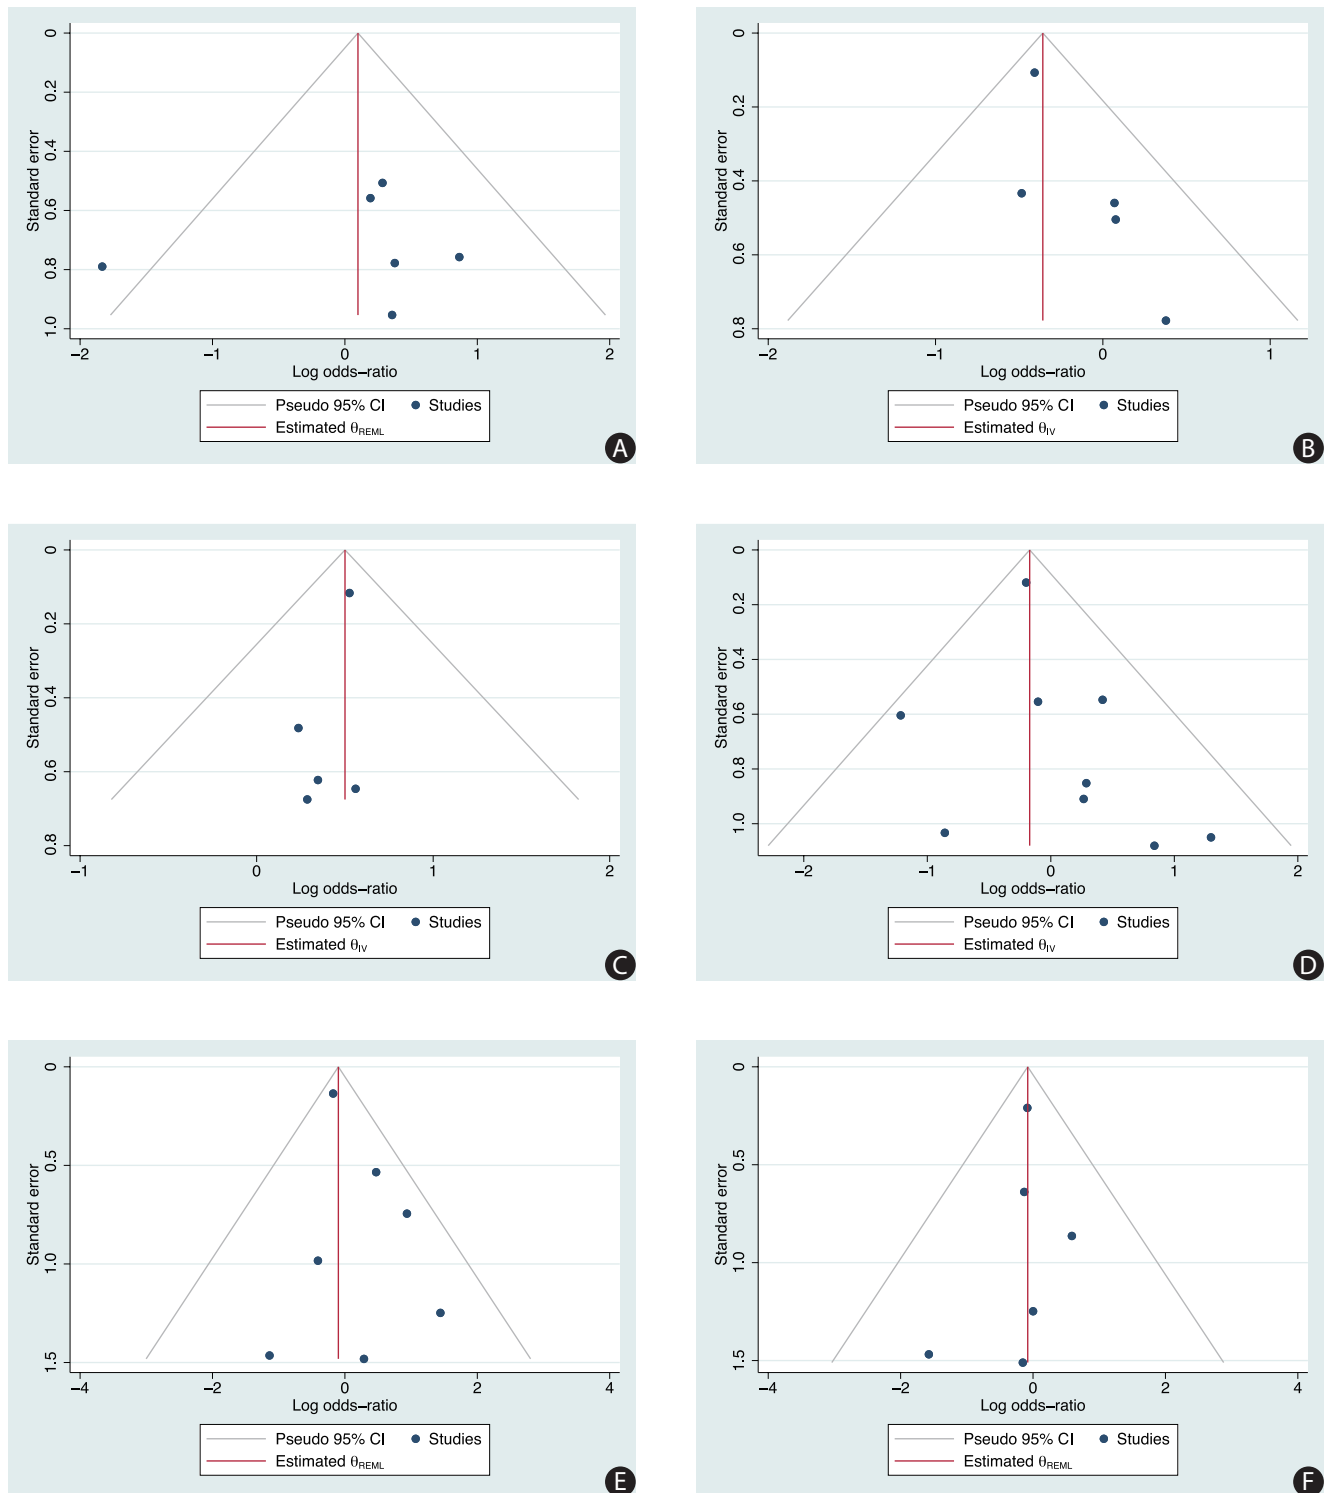 0
0.2
0.4
0.6
0.8
1.0
Standard error
−2
−1
0
1
2
Log odds−ratio
Pseudo 95% CI
Studies
Estimated θREML
A
0
0.2
0.4
0.6
0.8
Standard error
−2
−1
0
1
Log odds−ratio
Pseudo 95% CI
Studies
Estimated θIV
B
0
0.2
0.4
0.6
0.8
Standard error
−1
0
1
2
Log odds−ratio
Pseudo 95% CI
Studies
Estimated θIV
C
0
0.2
0.4
0.6
0.8
1.0
Standard error
−2
−1
0
1
2
Log odds−ratio
Pseudo 95% CI
Studies
Estimated θIV
D
0
0.5
1.0
1.5
Standard error
−4
−2
0
2
4
Log odds−ratio
Pseudo 95% CI
Studies
Estimated θREML
E
0
0.5
1.0
1.5
Standard error
−4
−2
0
2
4
Log odds−ratio
Pseudo 95% CI
Studies
Estimated θREML
F